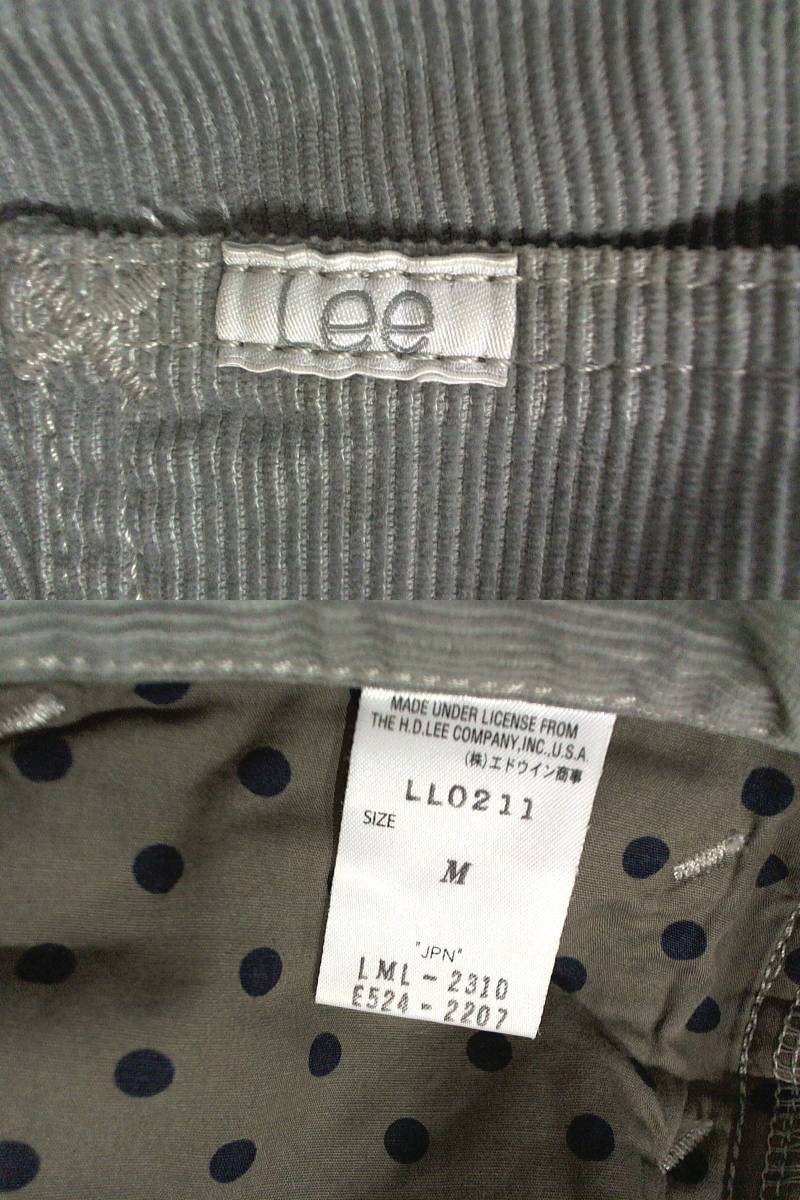 Lee
MADE UNDER LICENSE FROM
THE H.D.LEE COMPANY,INC.,U.S.A.
(株)エドウイン商事
LL0211
SIZE
M
"JPN"
LML - 2310
E524 - 2207